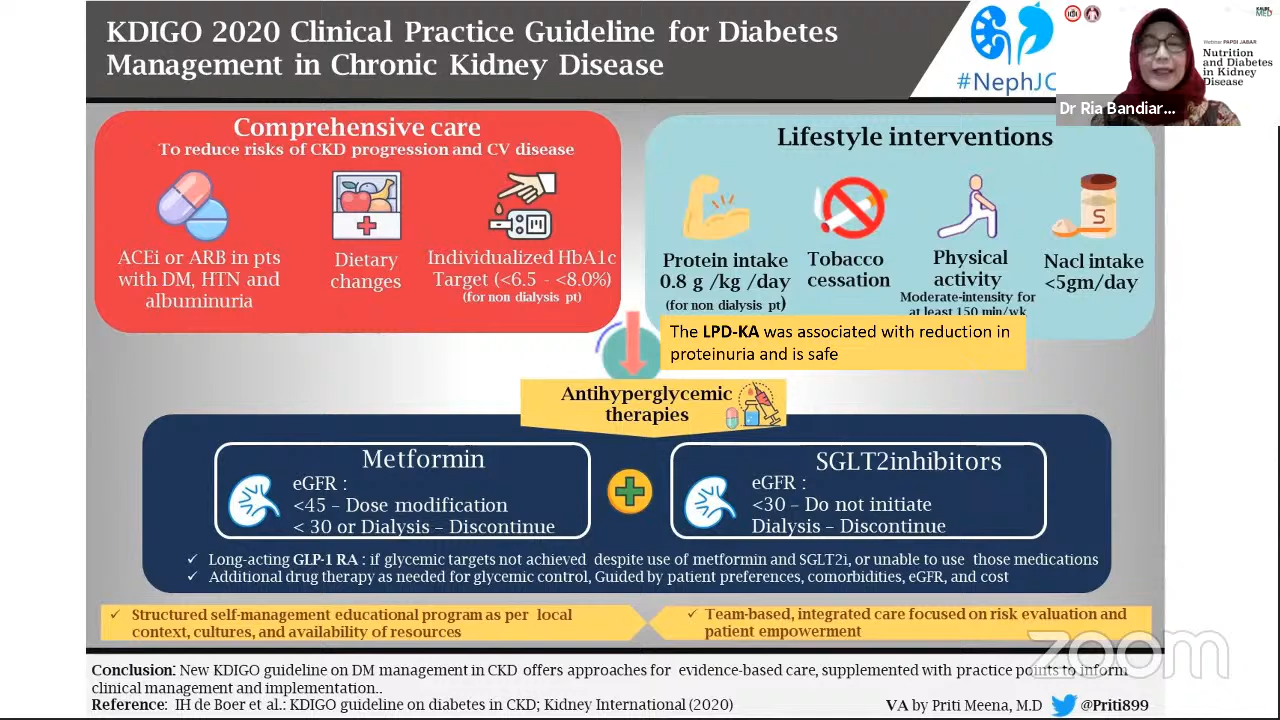 KDIGO 2020 Clinical Practice Guideline for Diabetes
Management in Chronic Kidney Disease
#NephJC
Webinar PAPDI JABAR
Nutrition
and Diabetes
in Kidney
Disease
KALBE
MED
Dr Ria Bandiar...
Comprehensive care
To reduce risks of CKD progression and CV disease
ACEi or ARB in pts
with DM, HTN and
albuminuria
Dietary
changes
Individualized HbA1c
Target (<6.5 - <8.0%)
(for non dialysis pt)
Lifestyle interventions
S
Protein intake
0.8 g /kg /day
(for non dialysis pt)
Tobacco
cessation
Physical
activity
Moderate-intensity for
at least 150 min/wk
Nacl intake
<5gm/day
The LPD-KA was associated with reduction in
proteinuria and is safe
Antihyperglycemic
therapies
Metformin
eGFR :
<45 – Dose modification
< 30 or Dialysis – Discontinue
SGLT2inhibitors
eGFR :
<30 – Do not initiate
Dialysis – Discontinue
✓ Long-acting GLP-1 RA : if glycemic targets not achieved despite use of metformin and SGLT2i, or unable to use those medications
✓ Additional drug therapy as needed for glycemic control, Guided by patient preferences, comorbidities, eGFR, and cost
✓ Structured self-management educational program as per local
context, cultures, and availability of resources
✓ Team-based, integrated care focused on risk evaluation and
patient empowerment
zoom
Conclusion: New KDIGO guideline on DM management in CKD offers approaches for evidence-based care, supplemented with practice points to inform
clinical management and implementation..
Reference: IH de Boer et al.: KDIGO guideline on diabetes in CKD; Kidney International (2020)
VA by Priti Meena, M.D
@Priti899